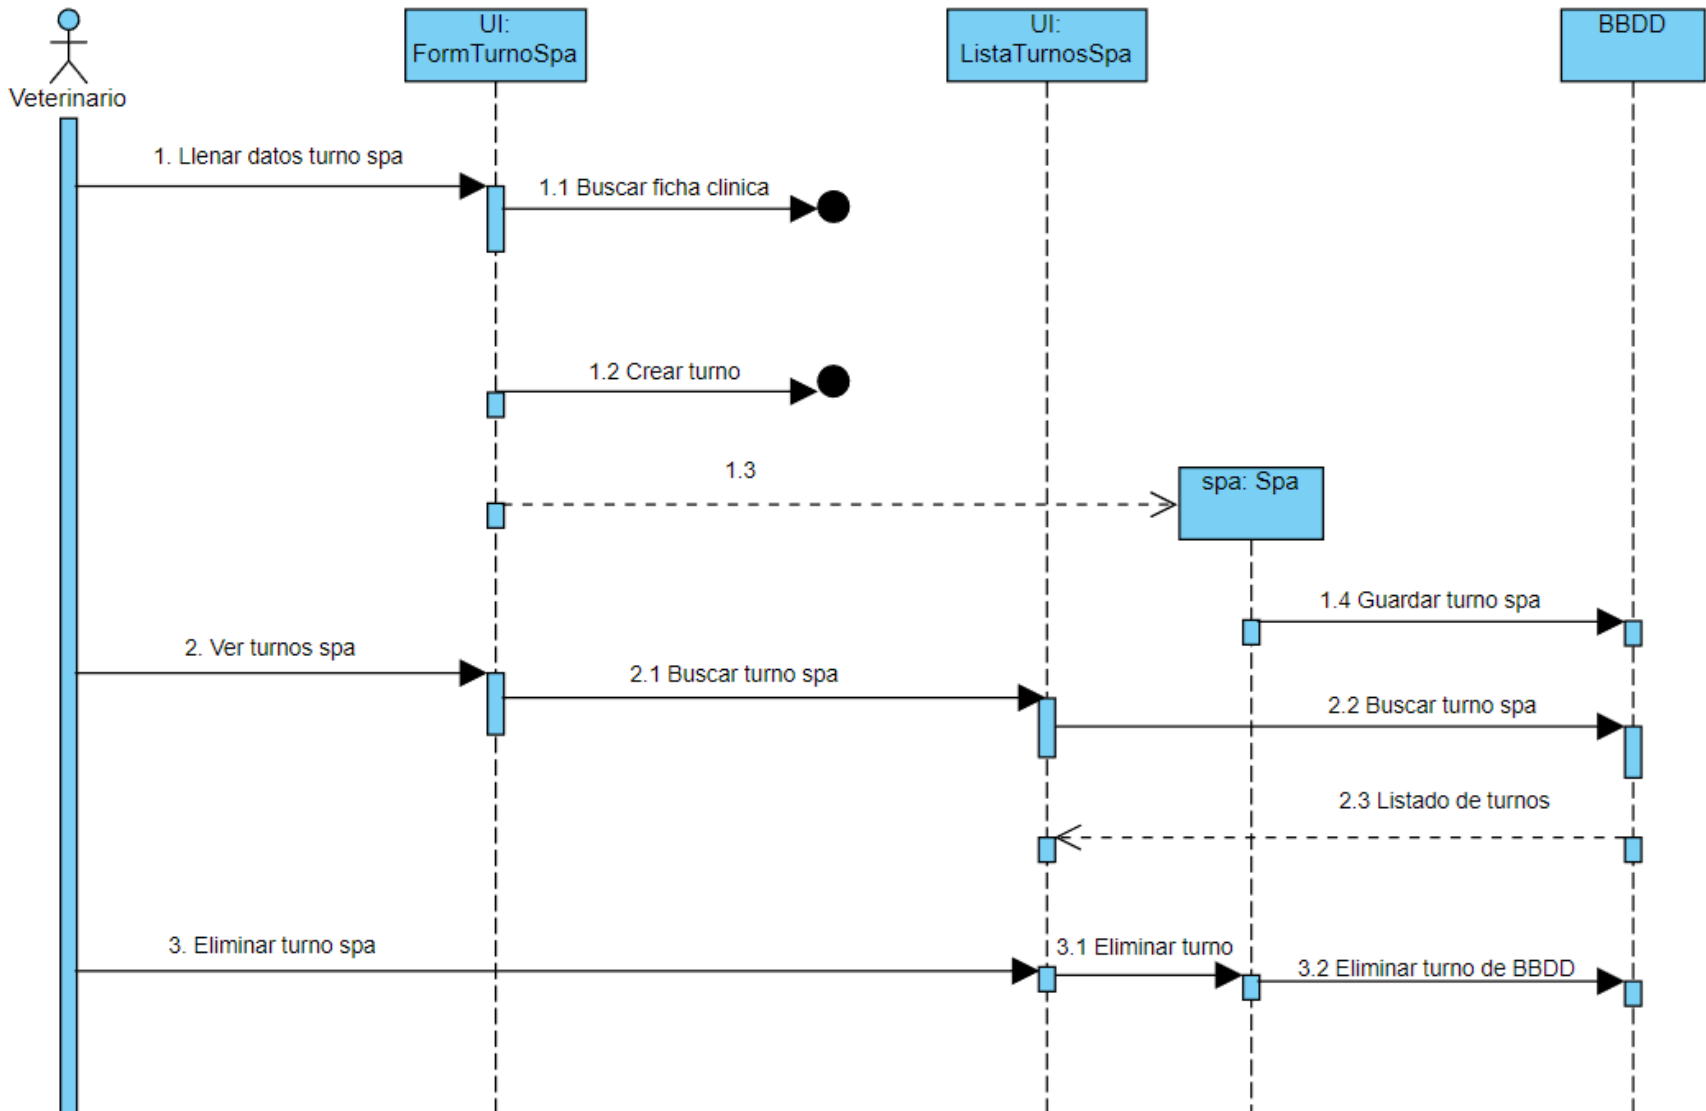 UI:
FormTurnoSpa
UI:
ListaTurnosSpa
BBDD
Veterinario
1. Llenar datos turno spa
1.1 Buscar ficha clinica
1.2 Crear turno
1.3
spa: Spa
1.4 Guardar turno spa
2. Ver turnos spa
2.1 Buscar turno spa
2.2 Buscar turno spa
2.3 Listado de turnos
3. Eliminar turno spa
3.1 Eliminar turno
3.2 Eliminar turno de BBDD